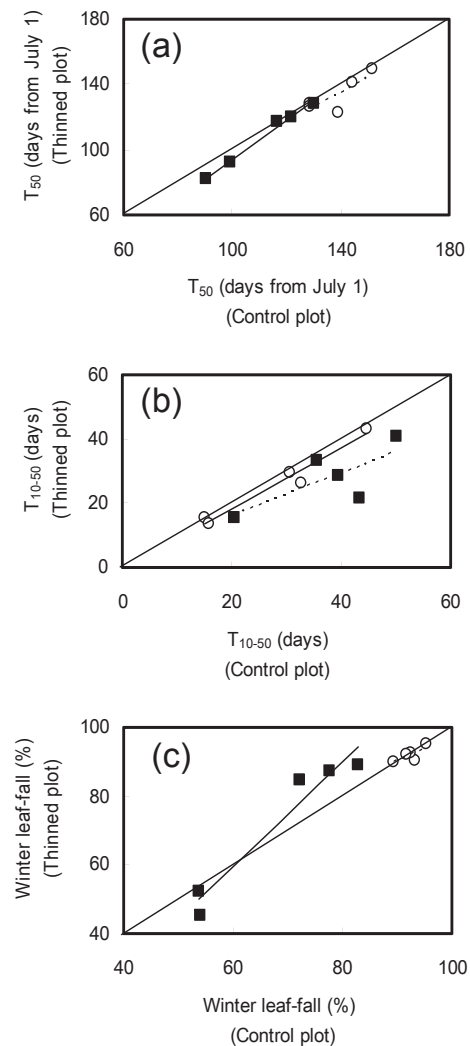 (a)
T50 (days from July 1)
(Thinned plot)
180
140
100
60
60 100 140 180
T50 (days from July 1)
(Control plot)
(b)
T10-50 (days)
(Thinned plot)
60
40
20
0
0 20 40 60
T10-50 (days)
(Control plot)
(c)
Winter leaf-fall (%)
(Thinned plot)
100
80
60
40
40 60 80 100
Winter leaf-fall (%)
(Control plot)